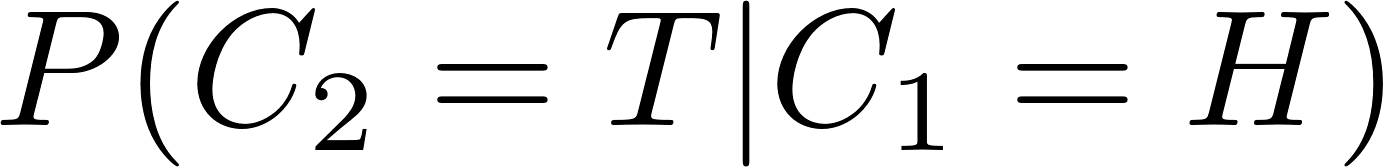 P(C₂ = T|C₁ = H)